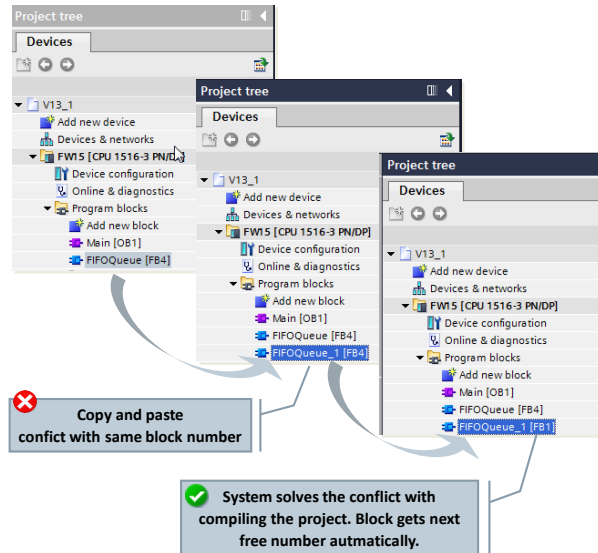 Project tree
Devices
V13_1
Add new device
Devices & networks
FW15 [CPU 1516-3 PN/DP]
Device configuration
Online & diagnostics
Program blocks
Add new block
Main [OB1]
FIFOQueue [FB4]
Project tree
Devices
V13_1
Add new device
Devices & networks
FW15 [CPU 1516-3 PN/DP]
Device configuration
Online & diagnostics
Program blocks
Add new block
Main [OB1]
FIFOQueue [FB4]
FIFOQueue_1 [FB4]
Project tree
Devices
V13_1
Add new device
Devices & networks
FW15 [CPU 1516-3 PN/DP]
Device configuration
Online & diagnostics
Program blocks
Add new block
Main [OB1]
FIFOQueue [FB4]
FIFOQueue_1 [FB1]
Copy and paste
confict with same block number
System solves the conflict with
compiling the project. Block gets next
free number autmatically.